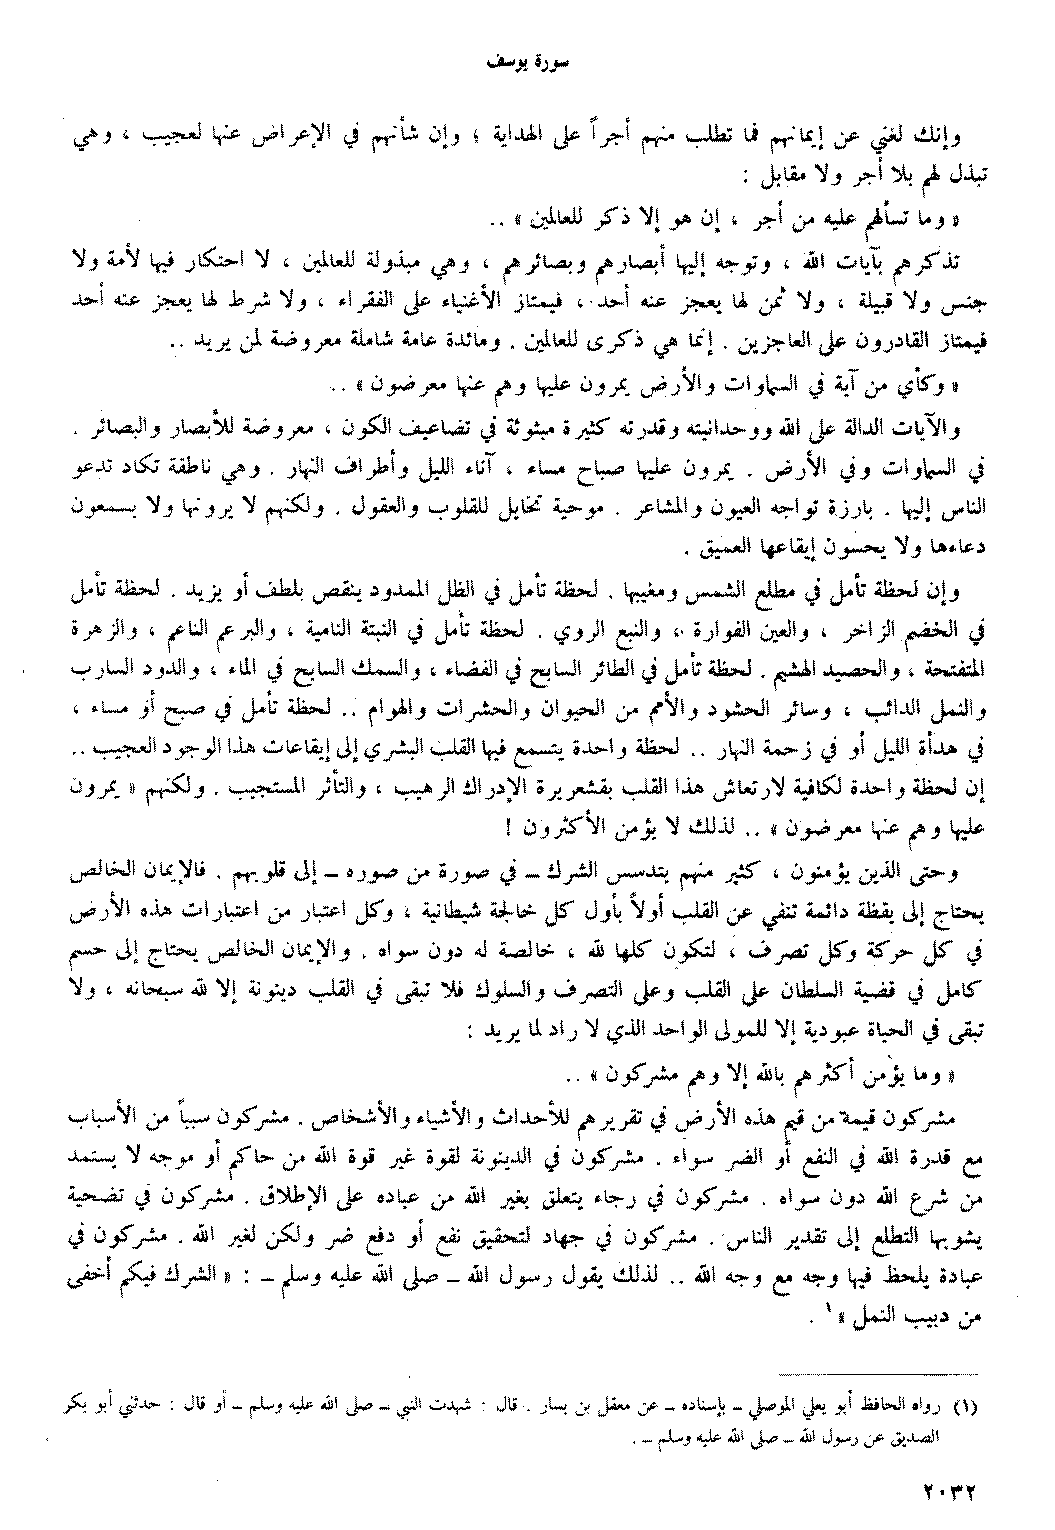 سورة يوسف
وإنك لغني عن إيمانهم فما تطلب منهم أجراً على الهداية ؛ وإن شأنهم في الإعراض عنها لعجيب ، وهي
تبذل لهم بلا أجر ولا مقابل :
« وما تسألهم عليه من أجر ، إن هو إلا ذكر للعالمين » ..
تذكرهم بآيات الله ، وتوجه إليها أبصارهم وبصائرهم ، وهي مبذولة للعالمين ، لا احتكار فيها لأمة ولا
جنس ولا قبيلة ، ولا ثمن لها يعجز عنه أحد ، فيمتاز الأغنياء على الفقراء ، ولا شرط لها يعجز عنه أحد
فيمتاز القادرون على العاجزين . إنما هي ذكرى للعالمين . ومائدة عامة شاملة معروضة لمن يريد ..
« وكأي من آية في السماوات والأرض يمرون عليها وهم عنها معرضون » ..
والآيات الدالة على الله ووحدانيته وقدرته كثيرة مبثوثة في تضاعيف الكون ، معروضة للأبصار والبصائر .
في السماوات وفي الأرض . يمرون عليها صباح مساء ، آناء الليل وأطراف النهار . وهي ناطقة تكاد تدعو
الناس إليها . بارزة تواجه العيون والمشاعر . موحية تخايل للقلوب والعقول . ولكنهم لا يرونها ولا يسمعون
دعاءها ولا يحسون إيقاعها العميق .
وإن لحظة تأمل في مطلع الشمس ومغيبها . لحظة تأمل في الظل الممدود ينقص بلطف أو يزيد . لحظة تأمل
في الخضم الزاخر ، والعين الفوارة ، والنبع الروي . لحظة تأمل في النبتة النامية ، والبرعم الناعم ، والزهرة
المتفتحة ، والحصيد الهشيم . لحظة تأمل في الطائر السابح في الفضاء ، والسمك السابح في الماء ، والدود السارب
والنمل الدائب ، وسائر الحشود والأمم من الحيوان والحشرات والهوام .. لحظة تأمل في صبح أو مساء ،
في هدأة الليل أو في زحمة النهار .. لحظة واحدة يتسمع فيها القلب البشري إلى إيقاعات هذا الوجود العجيب ..
إن لحظة واحدة لكافية لارتعاش هذا القلب بقشعريرة الإدراك الرهيب ، والتأثر المستجيب . ولكنهم « يمرون
عليها وهم عنها معرضون » .. لذلك لا يؤمن الأكثرون !
وحتى الذين يؤمنون ، كثير منهم يتدسس الشرك – في صورة من صوره – إلى قلوبهم . فالإيمان الخالص
يحتاج إلى يقظة دائمة تنفي عن القلب أولاً بأول كل خالجة شيطانية ، وكل اعتبار من اعتبارات هذه الأرض
في كل حركة وكل تصرف ، لتكون كلها لله ، خالصة له دون سواه . والإيمان الخالص يحتاج إلى حسم
كامل في قضية السلطان على القلب وعلى التصرف والسلوك فلا تبقى في القلب دينونة إلا لله سبحانه ، ولا
تبقى في الحياة عبودية إلا للمولى الواحد الذي لا راد لما يريد :
« وما يؤمن أكثرهم بالله إلا وهم مشركون » ..
مشركون قيمة من قيم هذه الأرض في تقريرهم للأحداث والأشياء والأشخاص . مشركون سبباً من الأسباب
مع قدرة الله في النفع أو الضر سواء . مشركون في الدينونة لقوة غير قوة الله من حاكم أو موجه لا يستمد
من شرع الله دون سواه . مشركون في رجاء يتعلق بغير الله من عباده على الإطلاق . مشركون في تضحية
يشوبها التطلع إلى تقدير الناس . مشركون في جهاد لتحقيق نفع أو دفع ضر ولكن لغير الله . مشركون في
عبادة يلحظ فيها وجه مع وجه الله .. لذلك يقول رسول الله – صلى الله عليه وسلم – : « الشرك فيكم أخفى
من دبيب النمل »١ .
(١) رواه الحافظ أبو يعلي الموصلي – بإسناده – عن معقل بن يسار . قال : شهدت النبي – صلى الله عليه وسلم – أو قال : حدثني أبو بكر
الصديق عن رسول الله – صلى الله عليه وسلم – .
٢٠٣٢